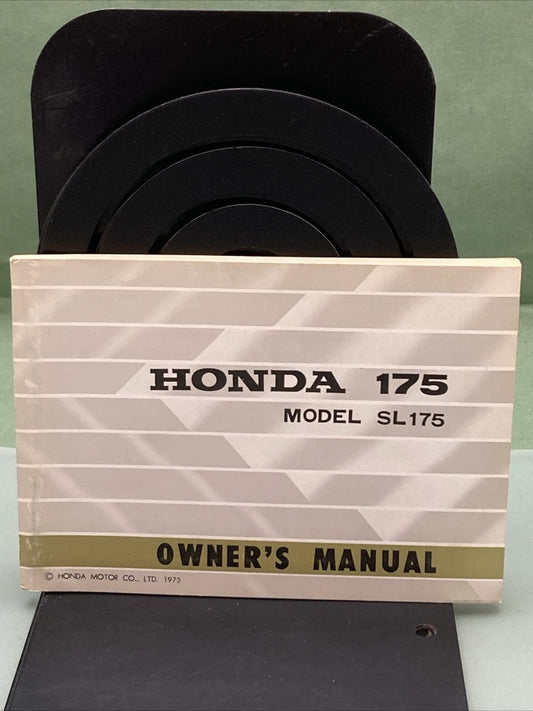 HONDA 175
MODEL SL175
OWNER'S MANUAL
© HONDA MOTOR CO., LTD. 1973